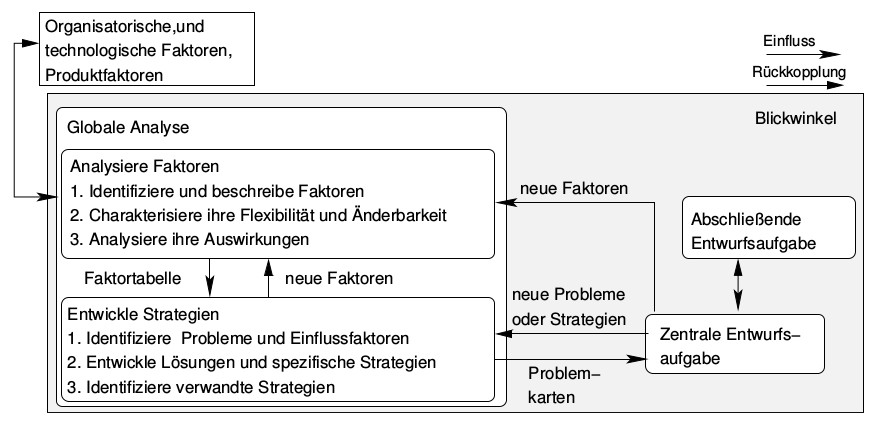 Organisatorische,und
technologische Faktoren,
Produktfaktoren
Einfluss
Rückkopplung
Blickwinkel
Globale Analyse
Analysiere Faktoren
1. Identifiziere und beschreibe Faktoren
2. Charakterisiere ihre Flexibilität und Änderbarkeit
3. Analysiere ihre Auswirkungen
neue Faktoren
Abschließende
Entwurfsaufgabe
Faktortabelle
neue Faktoren
neue Probleme
oder Strategien
Entwickle Strategien
1. Identifiziere Probleme und Einflussfaktoren
2. Entwickle Lösungen und spezifische Strategien
3. Identifiziere verwandte Strategien
Zentrale Entwurfs–
aufgabe
Problem–
karten